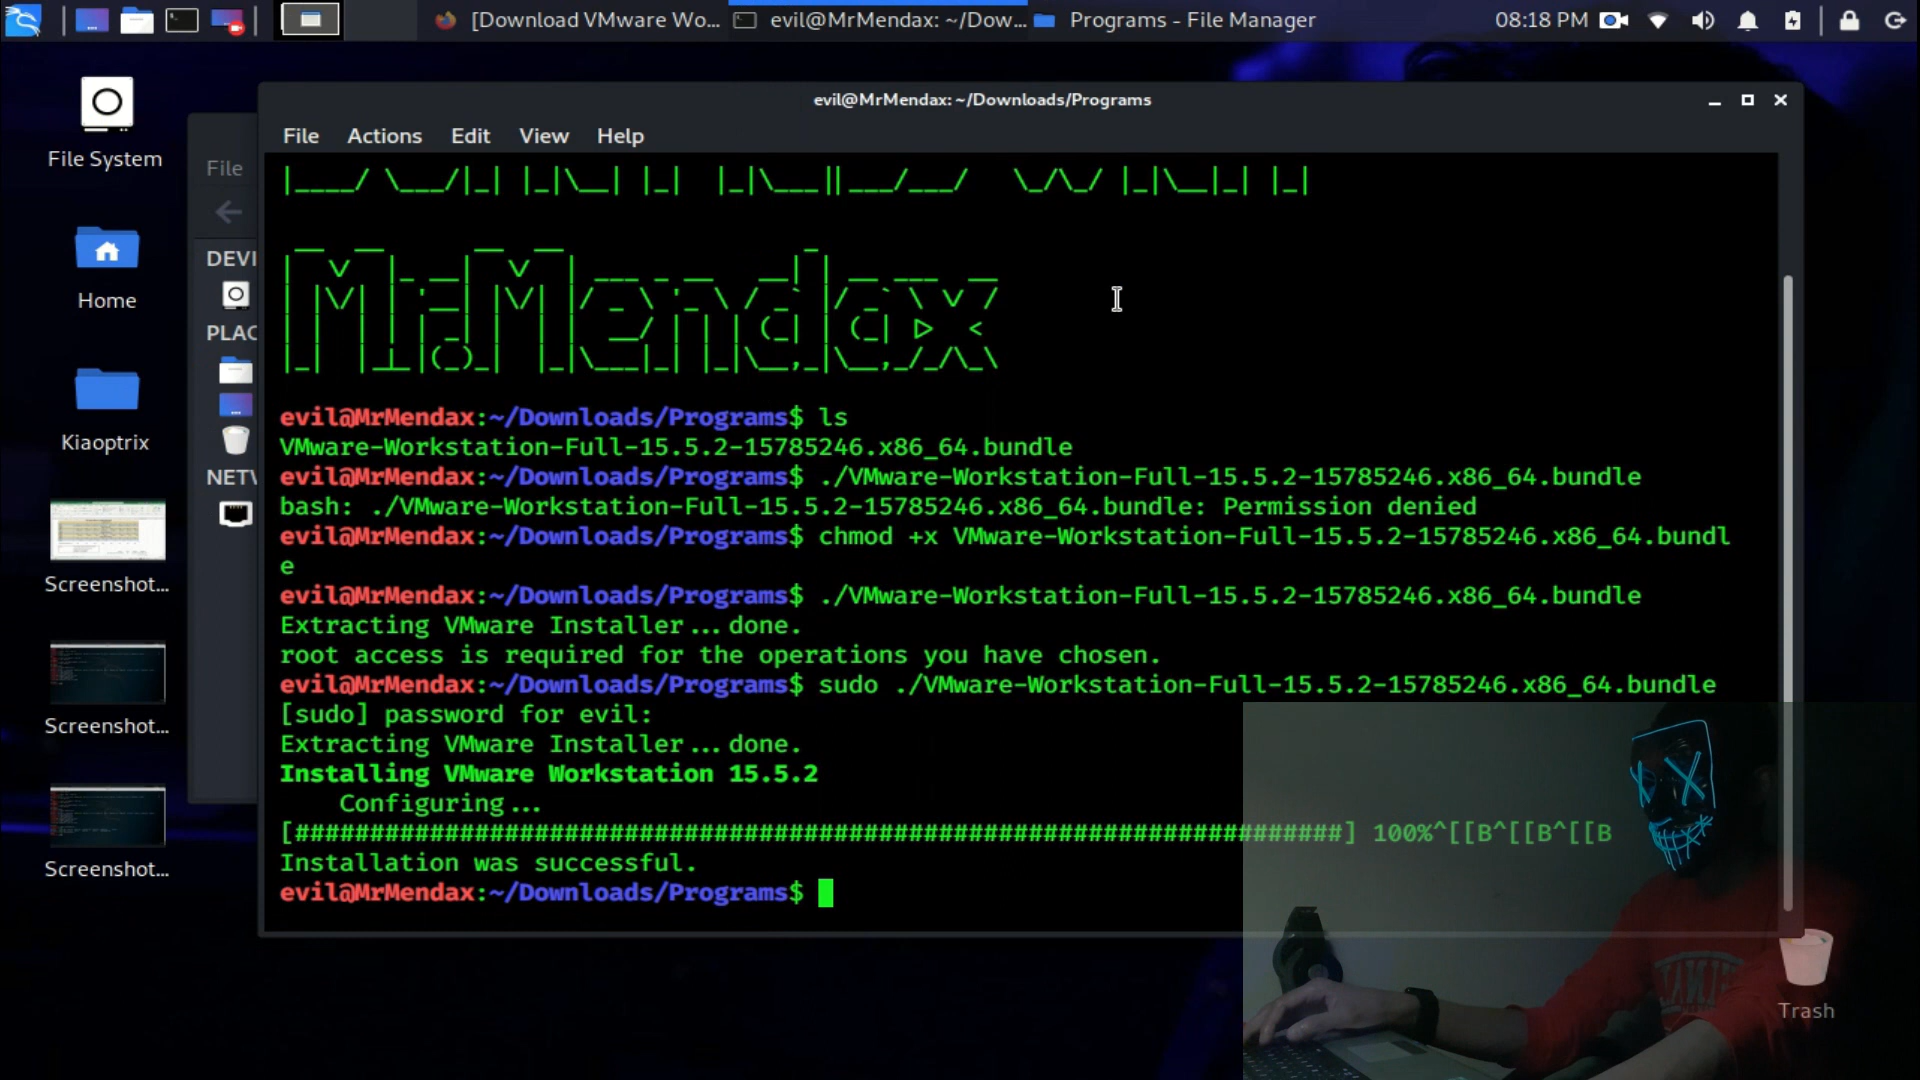 [Download VMware Wo...
evil@MrMendax: ~/Dow...
Programs - File Manager
08:18 PM
evil@MrMendax: ~/Downloads/Programs
File Actions Edit View Help
File System
Home
Kiaoptrix
Screenshot...
Screenshot...
Screenshot...
File
DEVI
PLAC
NETW
Mr.Mendax
evil@MrMendax:~/Downloads/Programs$ ls
VMware-Workstation-Full-15.5.2-15785246.x86_64.bundle
evil@MrMendax:~/Downloads/Programs$ ./VMware-Workstation-Full-15.5.2-15785246.x86_64.bundle
bash: ./VMware-Workstation-Full-15.5.2-15785246.x86_64.bundle: Permission denied
evil@MrMendax:~/Downloads/Programs$ chmod +x VMware-Workstation-Full-15.5.2-15785246.x86_64.bundl
e
evil@MrMendax:~/Downloads/Programs$ ./VMware-Workstation-Full-15.5.2-15785246.x86_64.bundle
Extracting VMware Installer...done.
root access is required for the operations you have chosen.
evil@MrMendax:~/Downloads/Programs$ sudo ./VMware-Workstation-Full-15.5.2-15785246.x86_64.bundle
[sudo] password for evil:
Extracting VMware Installer...done.
Installing VMware Workstation 15.5.2
Configuring...
[######################################################################] 100%^[[B^[[B^[[B
Installation was successful.
evil@MrMendax:~/Downloads/Programs$
Trash